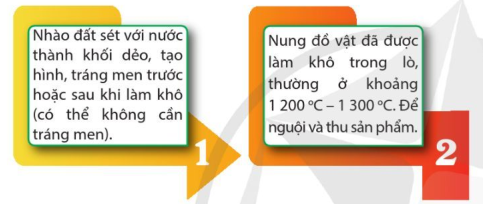 Nhào đất sét với nước
thành khối dẻo, tạo
hình, tráng men trước
hoặc sau khi làm khô
(có thể không cần
tráng men).
1
Nung đồ vật đã được
làm khô trong lò,
thường ở khoảng
1 200 °C – 1 300 °C. Để
nguội và thu sản phẩm.
2